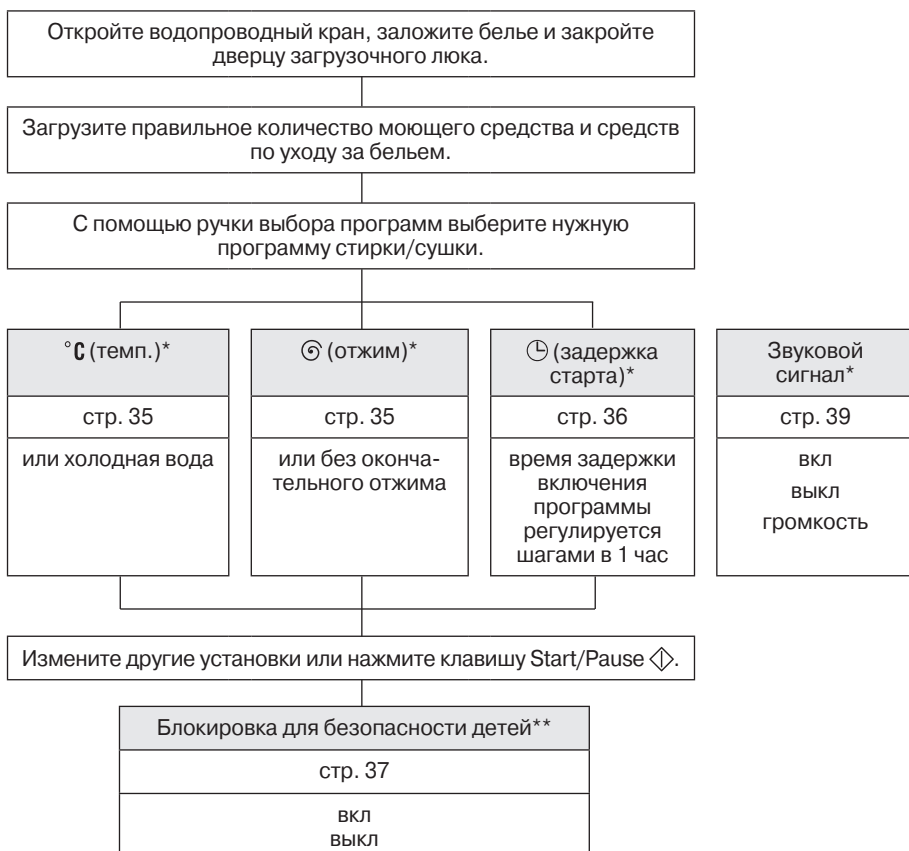 Откройте водопроводный кран, заложите белье и закройте
дверцу загрузочного люка.
Загрузите правильное количество моющего средства и средств
по уходу за бельем.
С помощью ручки выбора программ выберите нужную
программу стирки/сушки.
°C (темп.)*
стр. 35
или холодная вода
(отжим)*
стр. 35
или без оконча-
тельного отжима
(задержка
старта)*
стр. 36
время задержки
включения
программы
регулируется
шагами в 1 час
Звуковой
сигнал*
стр. 39
вкл
выкл
громкость
Измените другие установки или нажмите клавишу Start/Pause.
Блокировка для безопасности детей**
стр. 37
вкл
выкл